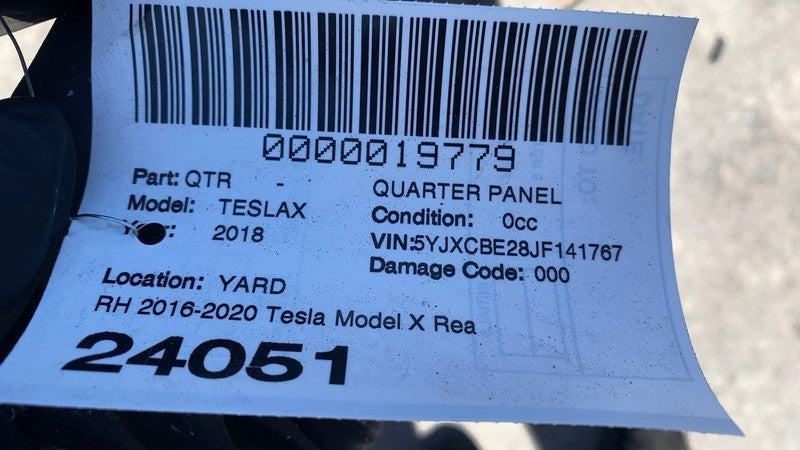 0000019779
Part: QTR - QUARTER PANEL
Model: TESLAX Condition: 0cc
2018 VIN:5YJXCBE28JF141767
Damage Code: 000
Location: YARD
RH 2016-2020 Tesla Model X Rea
24051